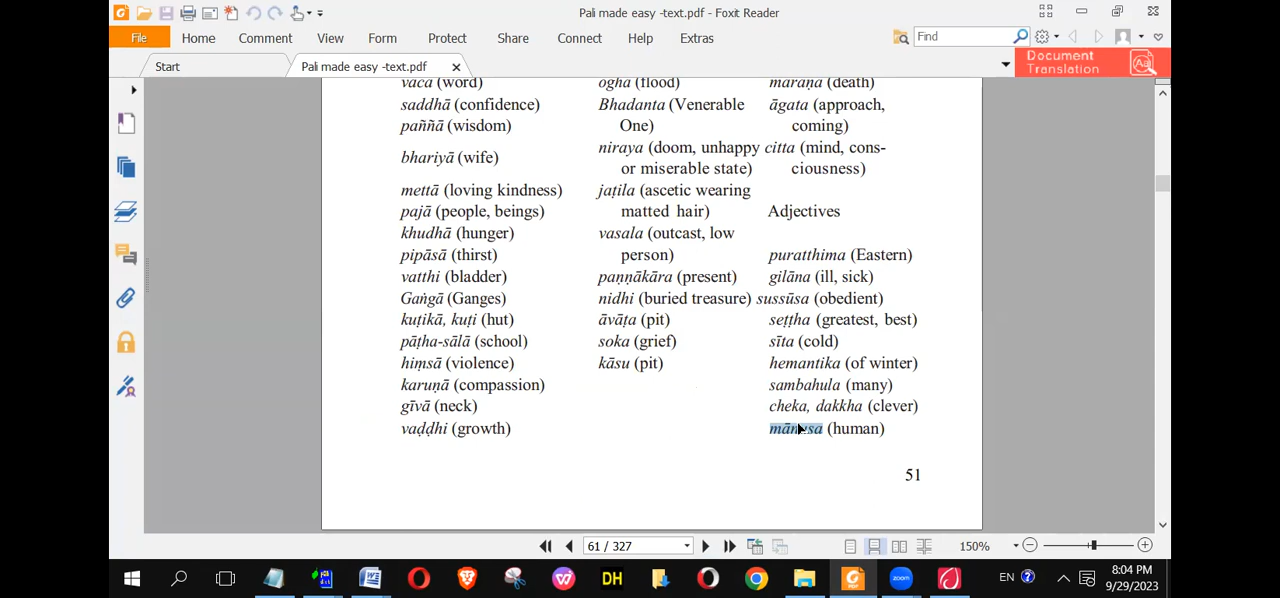 Pali made easy -text.pdf - Foxit Reader
File Home Comment View Form Protect Share Connect Help Extras Find
Start Pali made easy -text.pdf Document
Translation
vācā (word) ogha (flood) maraṇa (death)
saddhā (confidence) Bhadanta (Venerable āgata (approach,
paññā (wisdom) One) coming)
bhariyā (wife) niraya (doom, unhappy citta (mind, cons-
or miserable state) ciousness)
mettā (loving kindness) jaṭila (ascetic wearing
pajā (people, beings) matted hair) Adjectives
khudhā (hunger) vasala (outcast, low
pipāsā (thirst) person) puratthima (Eastern)
vatthi (bladder) paṇṇākāra (present) gilāna (ill, sick)
Gaṅgā (Ganges) nidhi (buried treasure) sussūsa (obedient)
kuṭikā, kuṭi (hut) āvāṭa (pit) seṭṭha (greatest, best)
pāṭha-sālā (school) soka (grief) sīta (cold)
hiṃsā (violence) kāsu (pit) hemantika (of winter)
karuṇā (compassion) sambahula (many)
gīvā (neck) cheka, dakkha (clever)
vaḍḍhi (growth) mānusa (human)
51
61 / 327 150%
EN 8:04 PM
9/29/2023
DH
zoom